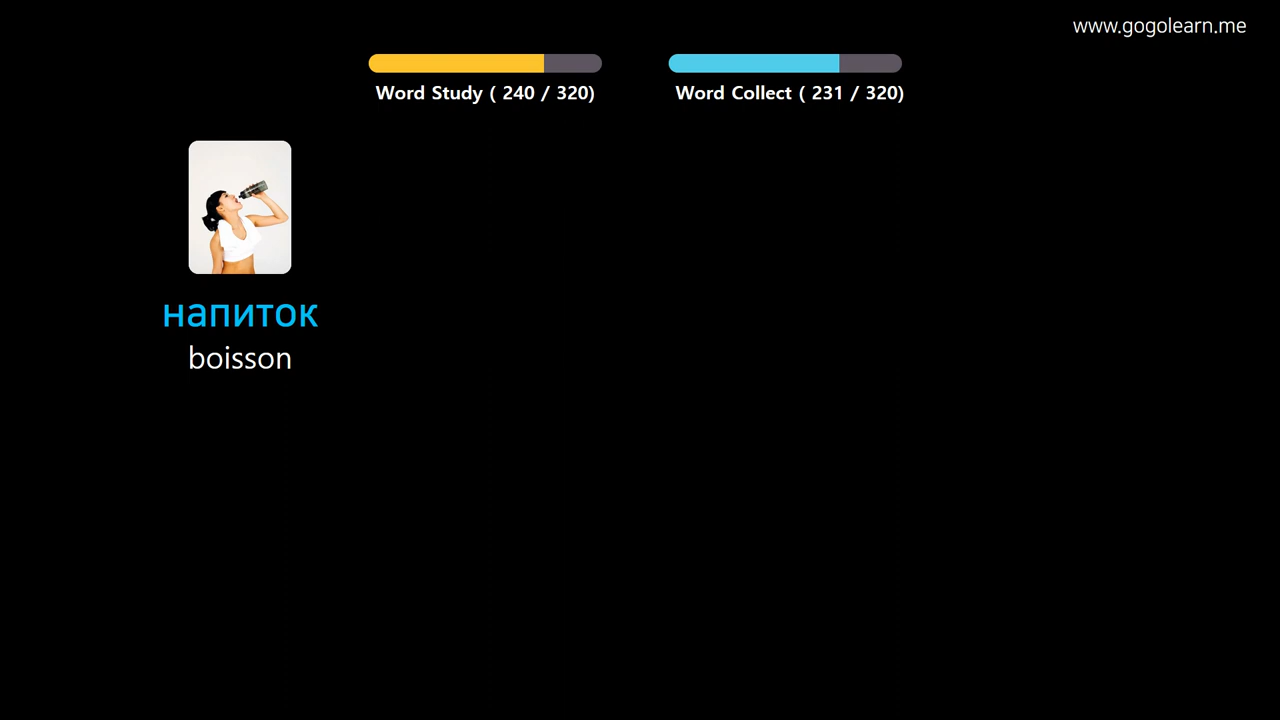 www.gogolearn.me
Word Study ( 240 / 320)
Word Collect ( 231 / 320)
напиток
boisson